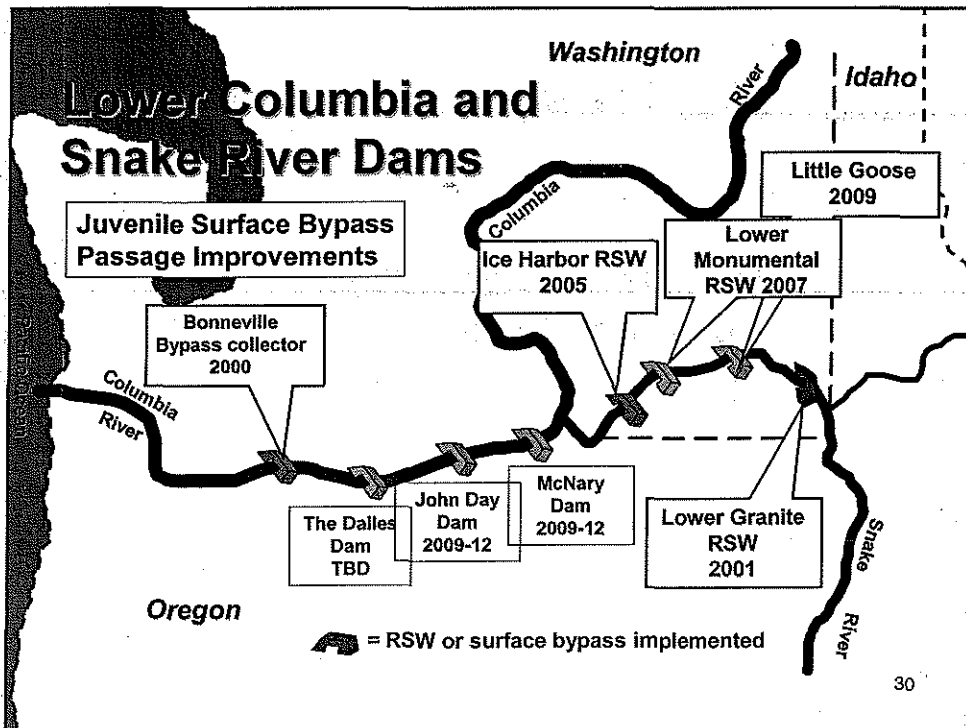 Lower Columbia and
Snake River Dams
Juvenile Surface Bypass
Passage Improvements
Washington
Idaho
River
Columbia
Little Goose
2009
Lower
Monumental
RSW 2007
Ice Harbor RSW
2005
Bonneville
Bypass collector
2000
Columbia
River
The Dalles
Dam
TBD
John Day
Dam
2009-12
McNary
Dam
2009-12
Lower Granite
RSW
2001
Snake
River
Oregon
= RSW or surface bypass implemented
30